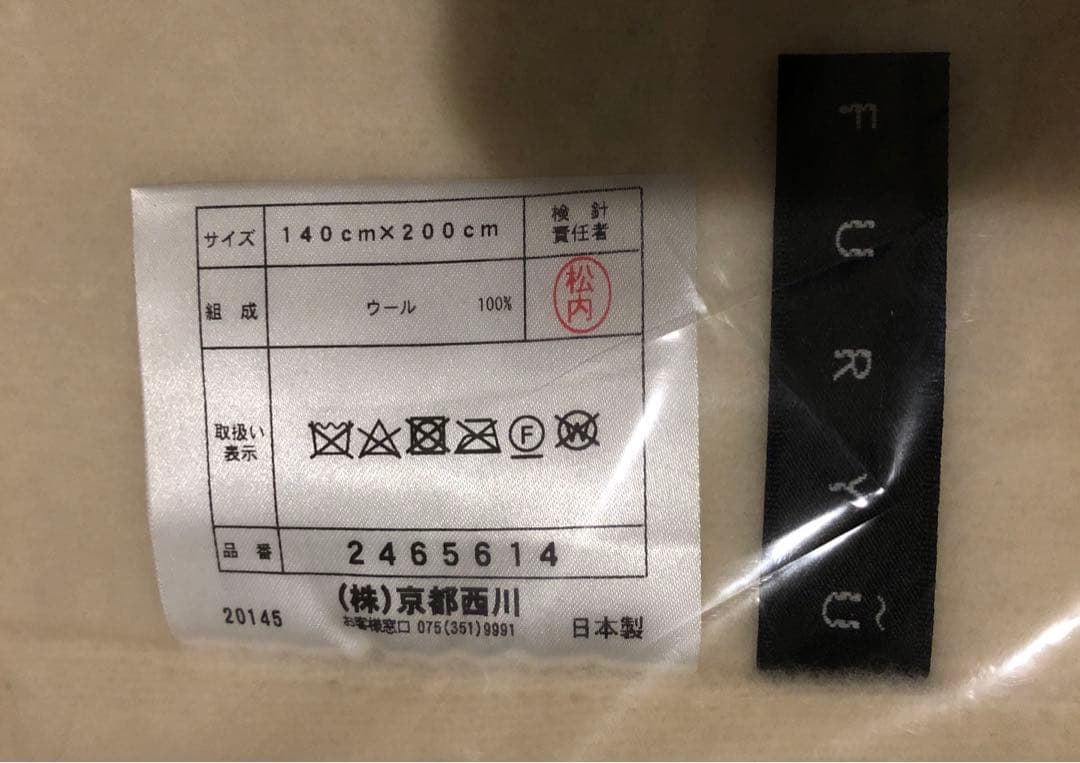 サイズ 140cm×200cm 検針
責任者
組成 ウール 100% 松内
取扱い
表示
F W
品番 2465614
(株)京都西川
20145 お客様窓口 075(351)9991 日本製
FURYŨ